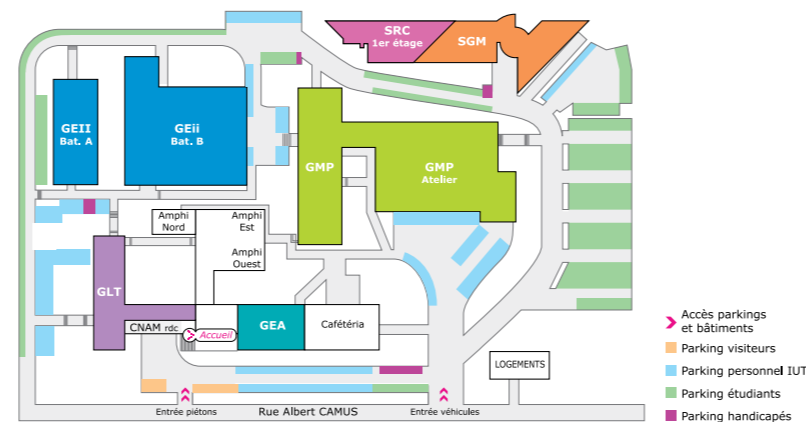 SRC
1er étage
SGM
GEII
Bat. A
GEii
Bat. B
GMP
GMP
Atelier
Amphi
Nord
Amphi
Est
Amphi
Ouest
GLT
CNAM rdc
Accueil
GEA
Cafétéria
LOGEMENTS
Entrée piétons
Rue Albert CAMUS
Entrée véhicules
Accès parkings
et bâtiments
Parking visiteurs
Parking personnel IUT
Parking étudiants
Parking handicapés